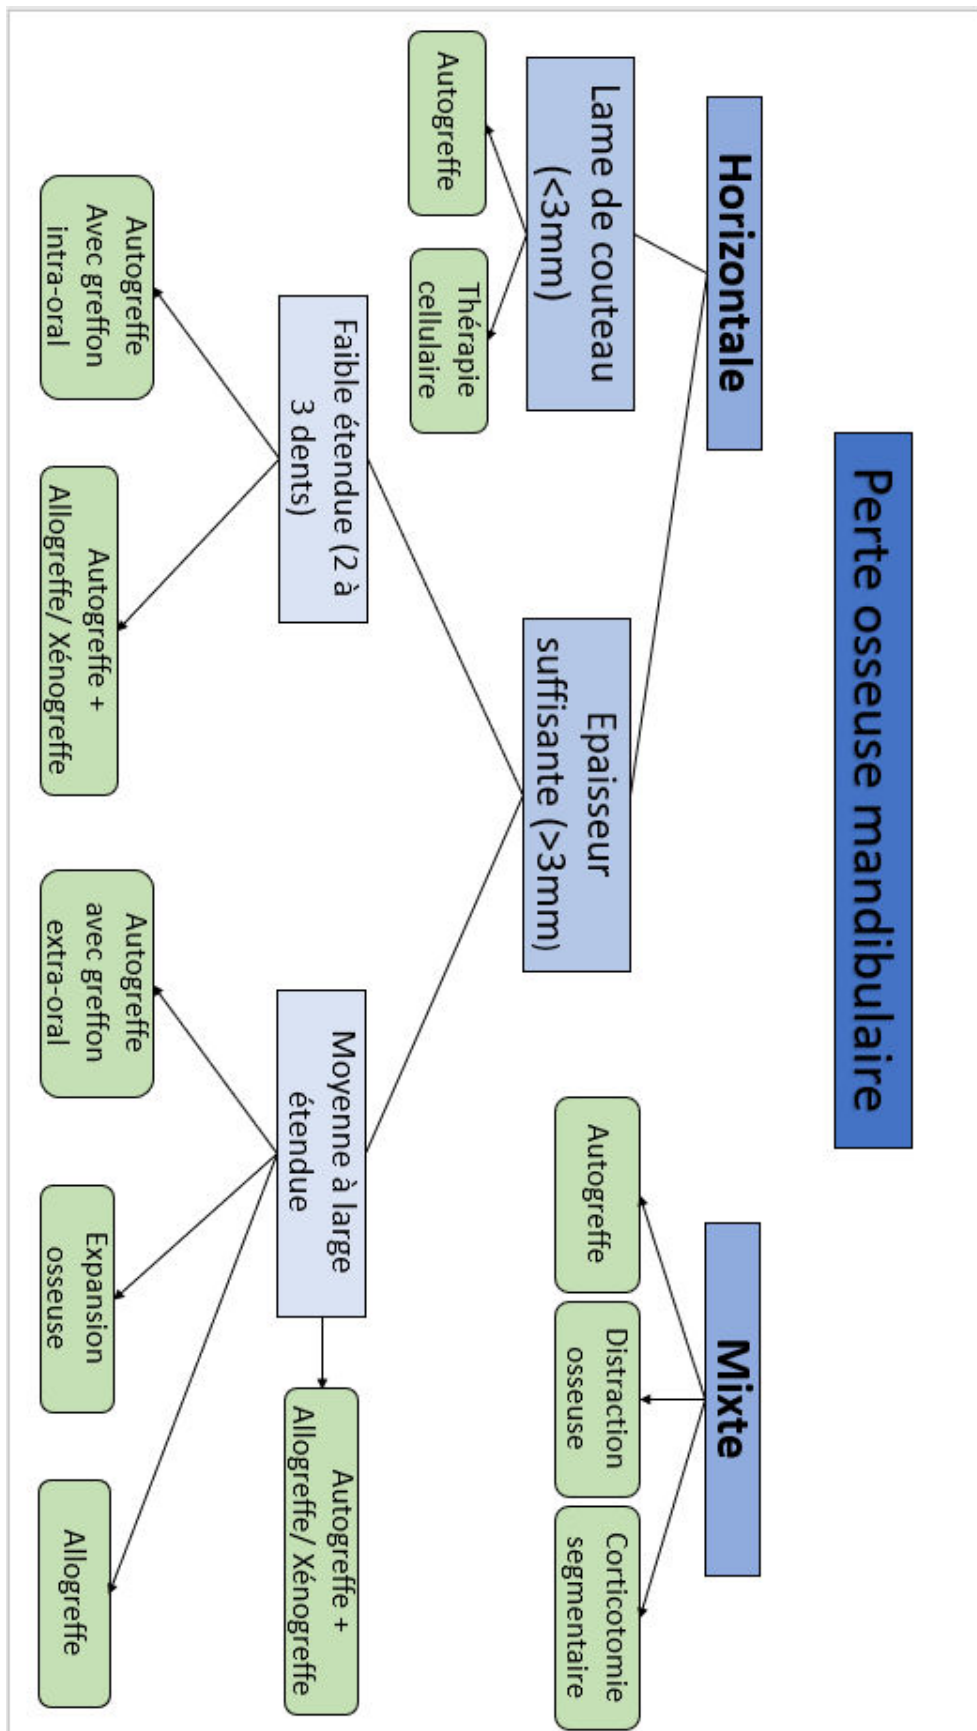 Perte osseuse mandibulaire
Horizontale
Mixte
Lame de couteau
(<3mm)
Epaisseur
suffisante (>3mm)
Autogreffe
Distraction
osseuse
Corticotomie
segmentaire
Autogreffe
Thérapie
cellulaire
Faible étendue (2 à
3 dents)
Moyenne à large
étendue
Autogreffe +
Allogreffe/ Xénogreffe
Autogreffe
Avec greffon
intra-oral
Autogreffe +
Allogreffe/ Xénogreffe
Autogreffe
avec greffon
extra-oral
Expansion
osseuse
Allogreffe